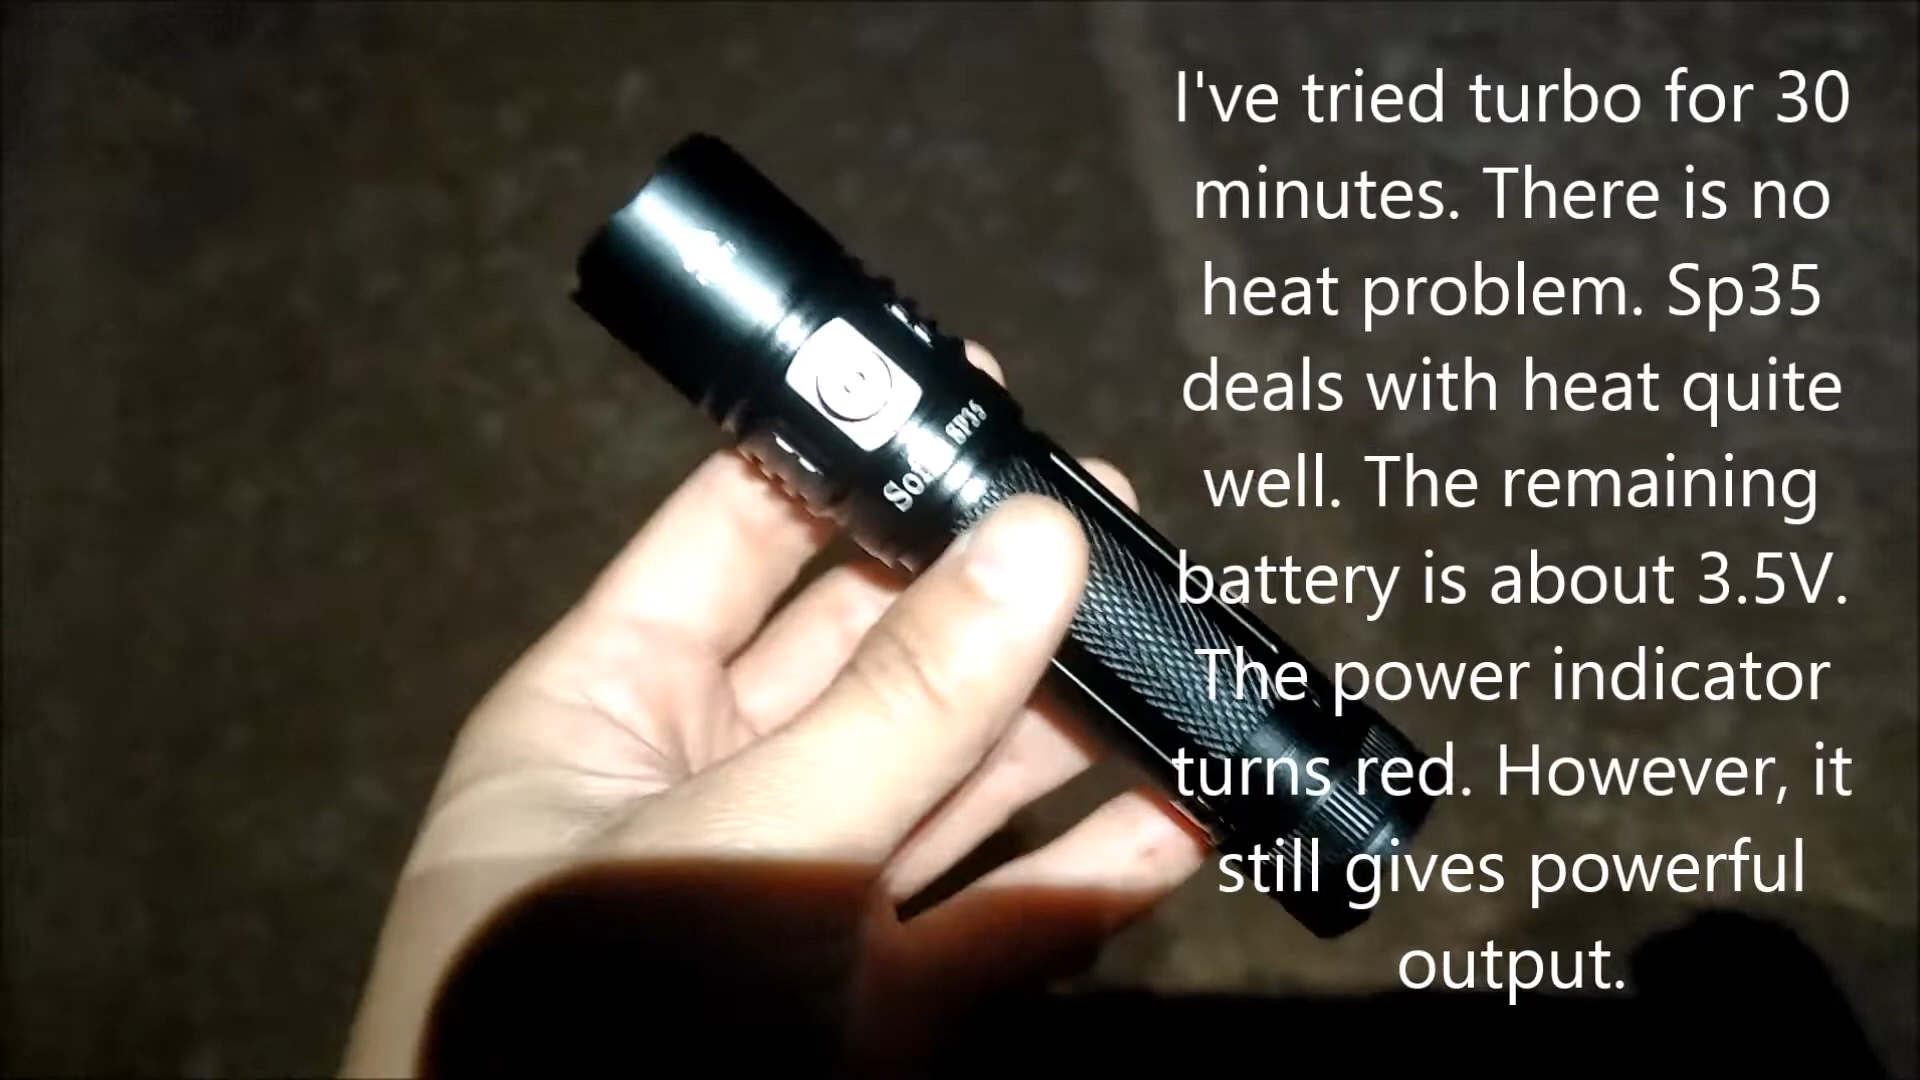 I've tried turbo for 30
minutes. There is no
heat problem. Sp35
deals with heat quite
well. The remaining
battery is about 3.5V.
The power indicator
turns red. However, it
still gives powerful
output.
SP35